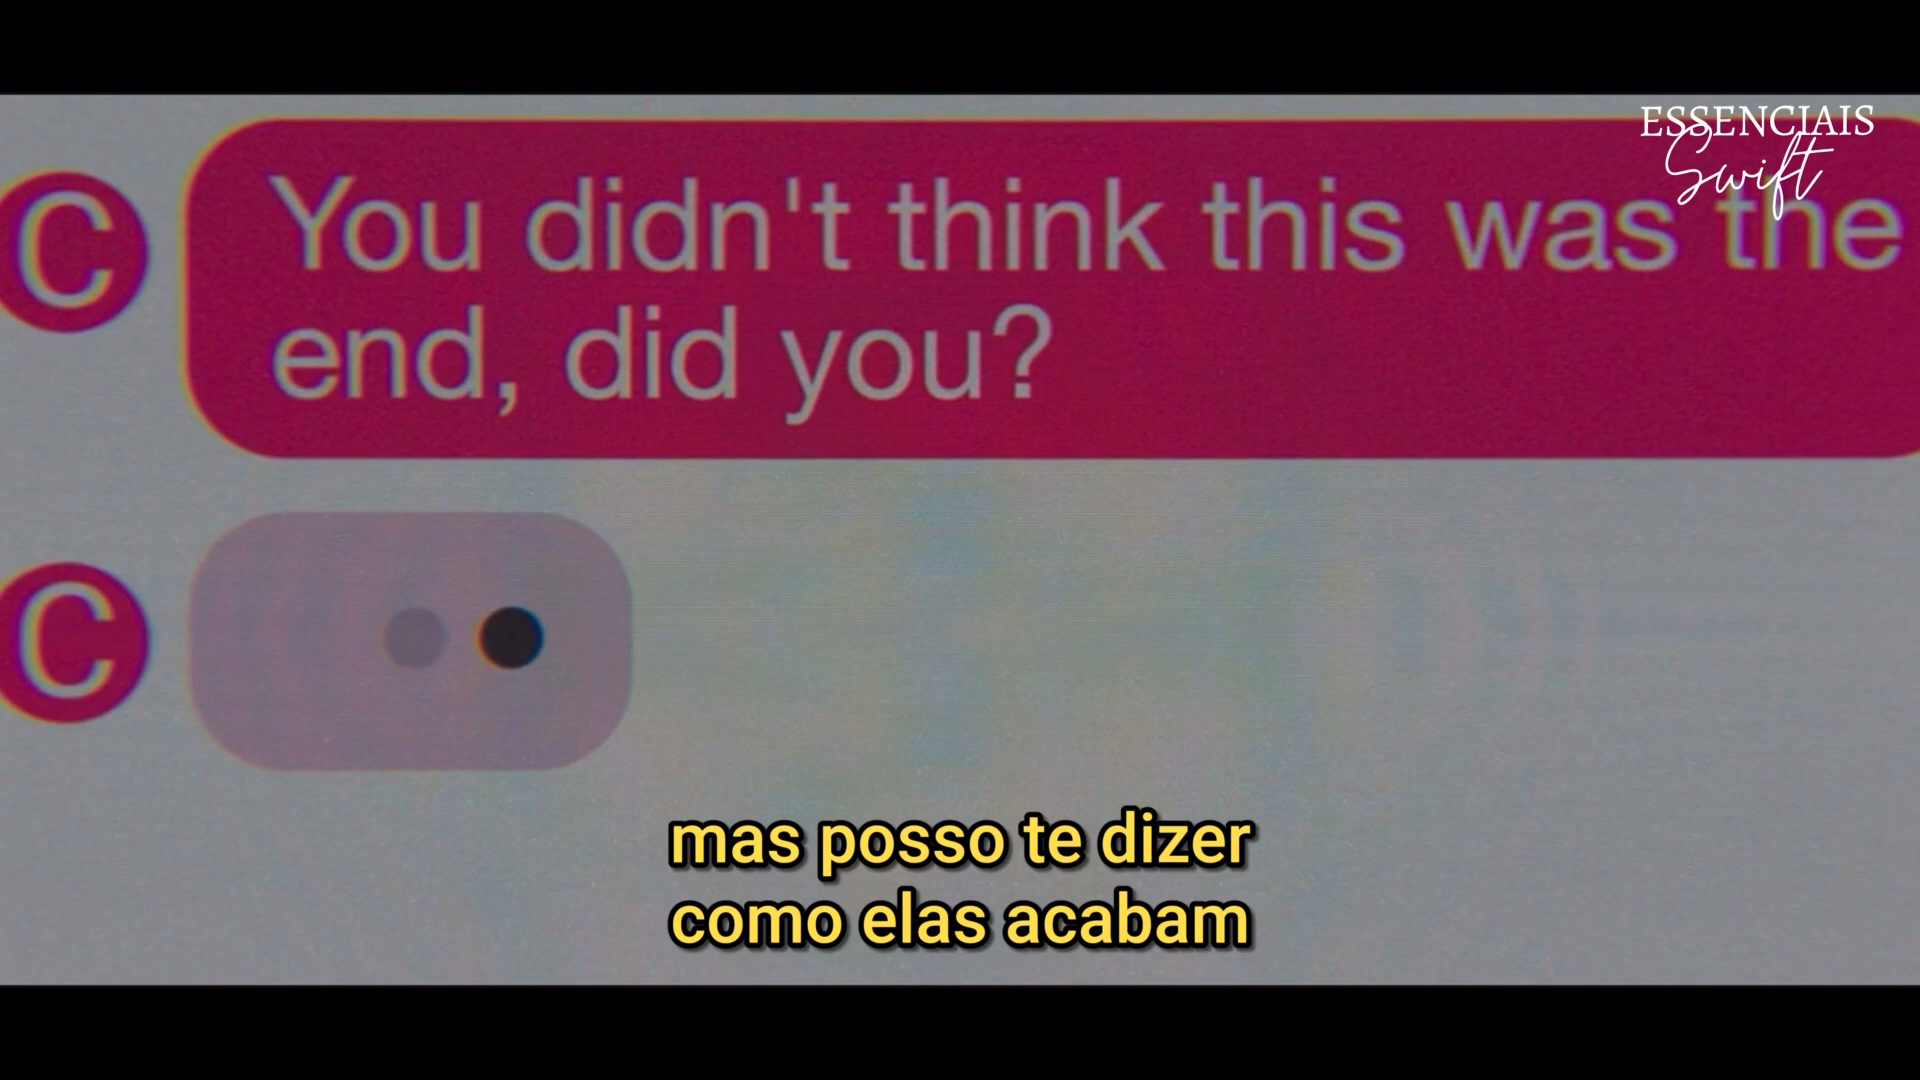 ESSENCIAIS
Swift
C
You didn't think this was the
end, did you?
C
mas posso te dizer
como elas acabam